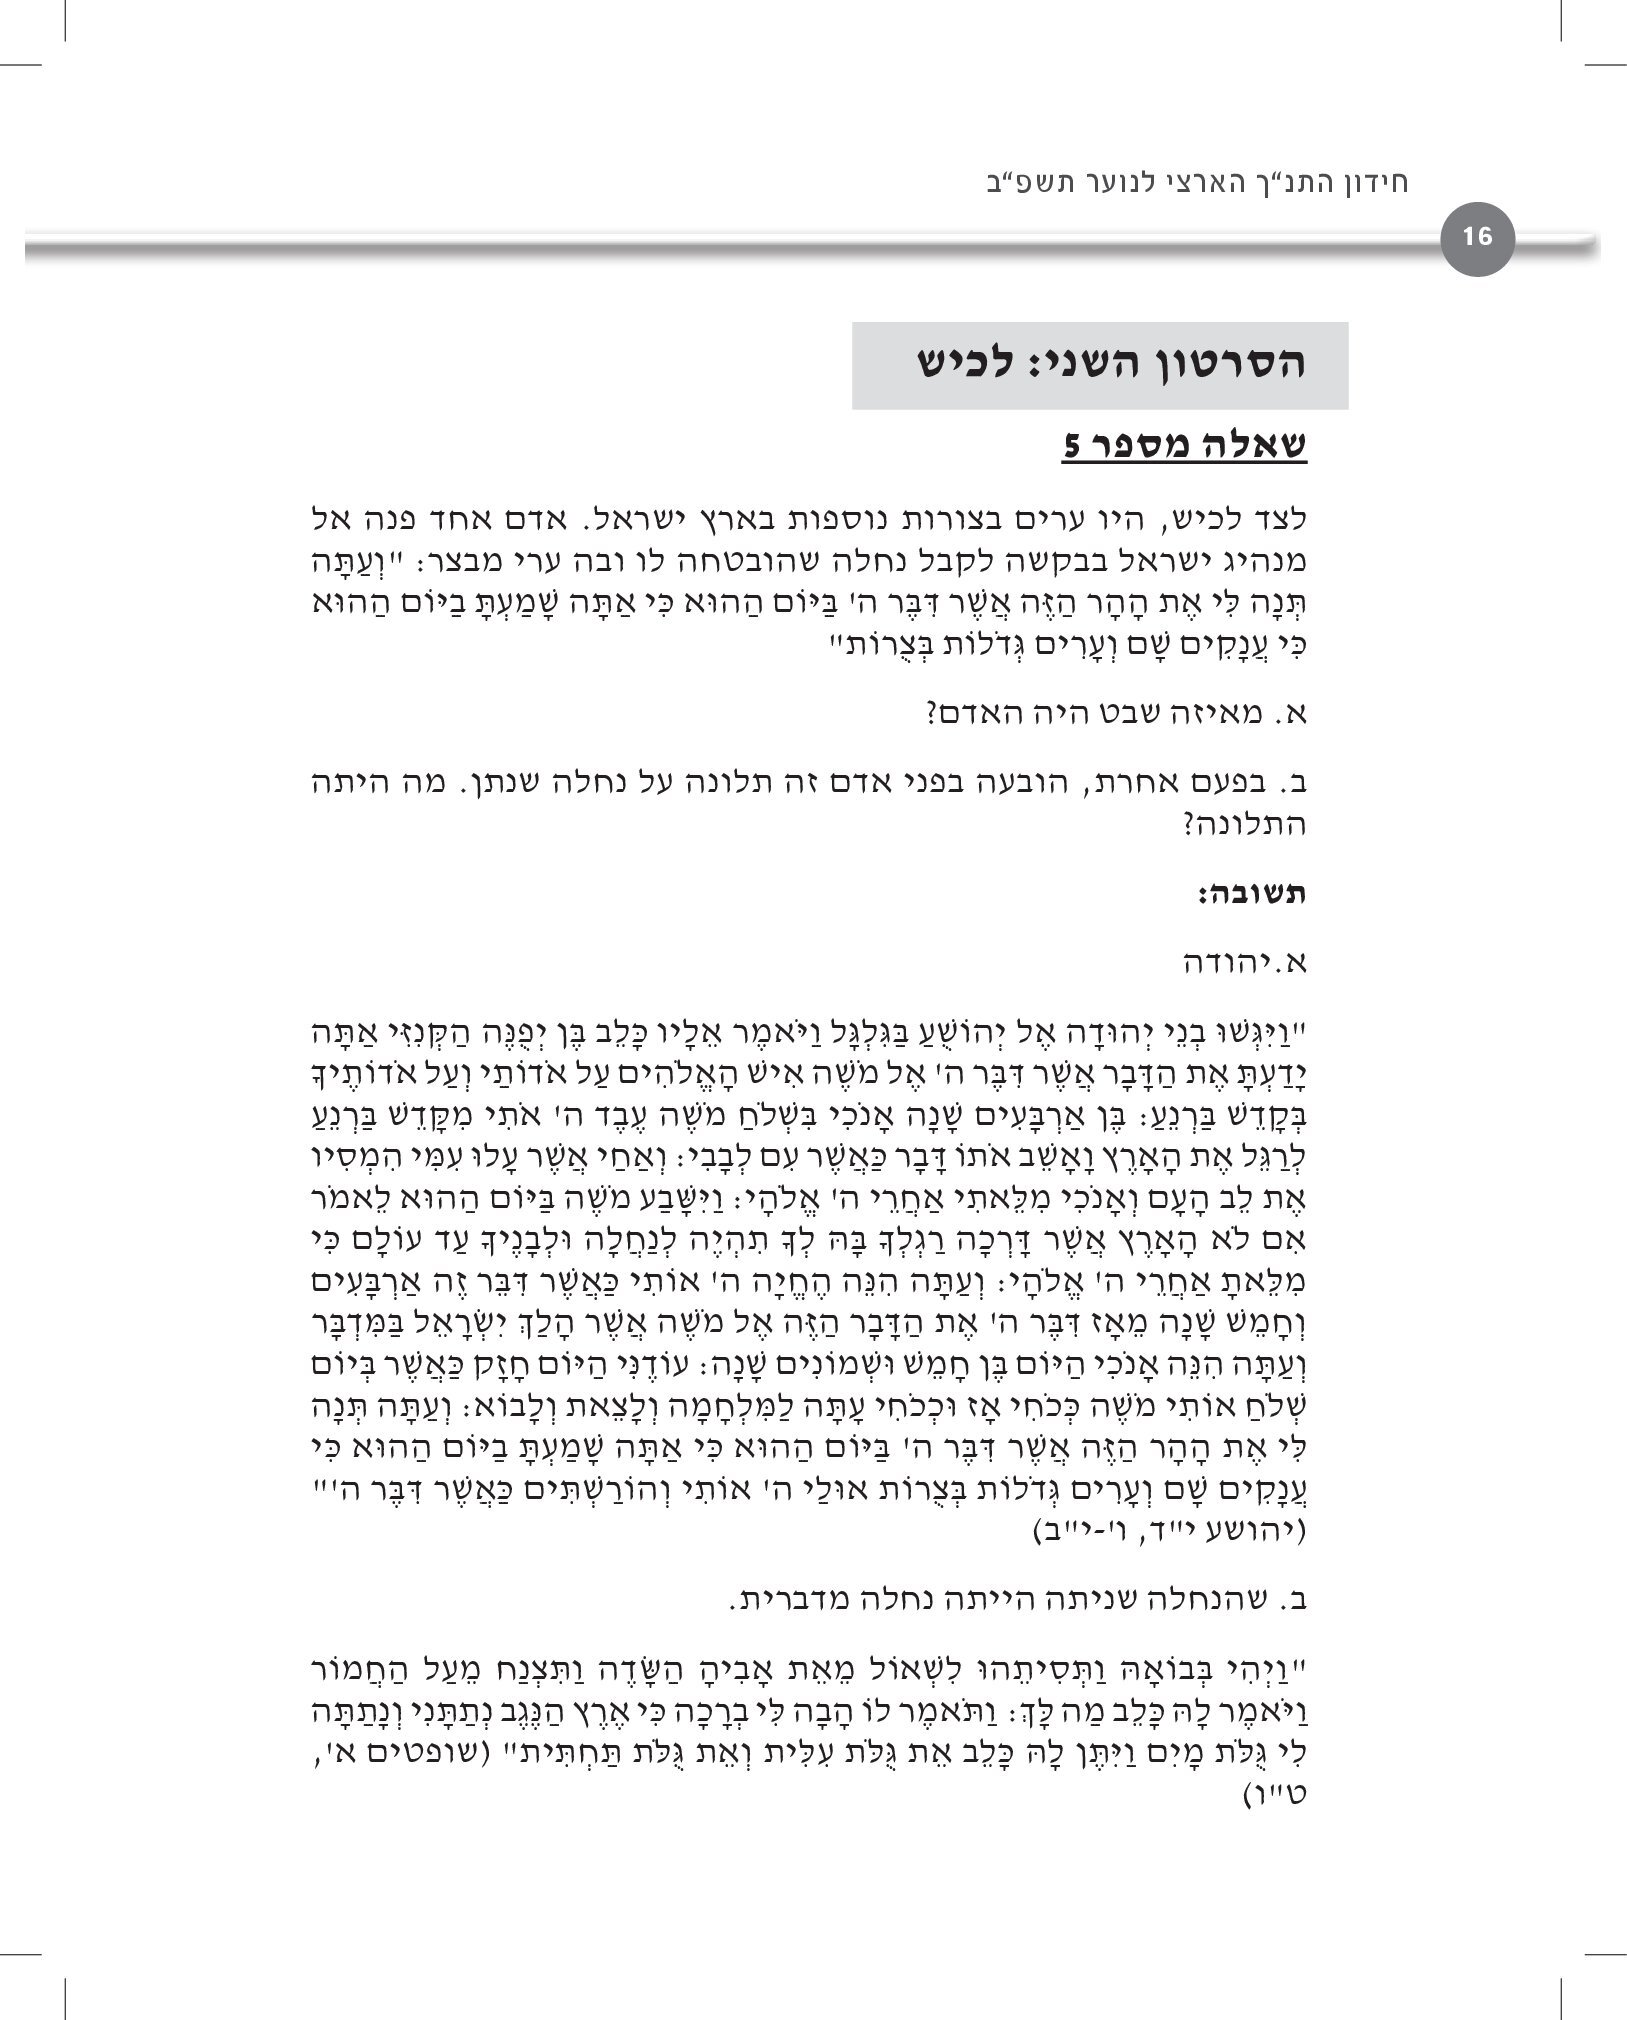 חידון התנ“ך הארצי לנוער תשפ“ב
16
הסרטון השני: לכיש
שאלה מספר 5
לצד לכיש, היו ערים בצורות נוספות בארץ ישראל. אדם אחד פנה אל
מנהיג ישראל בבקשה לקבל נחלה שהובטחה לו ובה ערי מבצר: "וְעַתָּה
תְּנָה לִּי אֶת הָהָר הַזֶּה אֲשֶׁר דִּבֶּר ה' בַּיּוֹם הַהוּא כִּי אַתָּה שָׁמַעְתָּ בַיּוֹם הַהוּא
כִּי עֲנָקִים שָׁם וְעָרִים גְּדֹלוֹת בְּצֻרוֹת"
א. מאיזה שבט היה האדם?
ב. בפעם אחרת, הובעה בפני אדם זה תלונה על נחלה שנתן. מה היתה
התלונה?
תשובה:
א.יהודה
"וַיִּגְּשׁוּ בְנֵי יְהוּדָה אֶל יְהוֹשֻׁעַ בַּגִּלְגָּל וַיֹּאמֶר אֵלָיו כָּלֵב בֶּן יְפֻנֶּה הַקְּנִזִּי אַתָּה
יָדַעְתָּ אֶת הַדָּבָר אֲשֶׁר דִּבֶּר ה' אֶל מֹשֶׁה אִישׁ הָאֱלֹהִים עַל אֹדוֹתַי וְעַל אֹדוֹתֶיךָ
בְּקָדֵשׁ בַּרְנֵעַ: בֶּן אַרְבָּעִים שָׁנָה אָנֹכִי בִּשְׁלֹחַ מֹשֶׁה עֶבֶד ה' אֹתִי מִקָּדֵשׁ בַּרְנֵעַ
לְרַגֵּל אֶת הָאָרֶץ וָאָשֵׁב אֹתוֹ דָּבָר כַּאֲשֶׁר עִם לְבָבִי: וְאַחַי אֲשֶׁר עָלוּ עִמִּי הִמְסִיו
אֶת לֵב הָעָם וְאָנֹכִי מִלֵּאתִי אַחֲרֵי ה' אֱלֹהָי: וַיִּשָּׁבַע מֹשֶׁה בַּיּוֹם הַהוּא לֵאמֹר
אִם לֹא הָאָרֶץ אֲשֶׁר דָּרְכָה רַגְלְךָ בָּהּ לְךָ תִהְיֶה לְנַחֲלָה וּלְבָנֶיךָ עַד עוֹלָם כִּי
מִלֵּאתָ אַחֲרֵי ה' אֱלֹהָי: וְעַתָּה הִנֵּה הֶחֱיָה ה' אוֹתִי כַּאֲשֶׁר דִּבֵּר זֶה אַרְבָּעִים
וְחָמֵשׁ שָׁנָה מֵאָז דִּבֶּר ה' אֶת הַדָּבָר הַזֶּה אֶל מֹשֶׁה אֲשֶׁר הָלַךְ יִשְׂרָאֵל בַּמִּדְבָּר
וְעַתָּה הִנֵּה אָנֹכִי הַיּוֹם בֶּן חָמֵשׁ וּשְׁמוֹנִים שָׁנָה: עוֹדֶנִּי הַיּוֹם חָזָק כַּאֲשֶׁר בְּיוֹם
שְׁלֹחַ אוֹתִי מֹשֶׁה כְּכֹחִי אָז וּכְכֹחִי עָתָּה לַמִּלְחָמָה וְלָצֵאת וְלָבוֹא: וְעַתָּה תְּנָה
לִּי אֶת הָהָר הַזֶּה אֲשֶׁר דִּבֶּר ה' בַּיּוֹם הַהוּא כִּי אַתָּה שָׁמַעְתָּ בַיּוֹם הַהוּא כִּי
עֲנָקִים שָׁם וְעָרִים גְּדֹלוֹת בְּצֻרוֹת אוּלַי ה' אוֹתִי וְהוֹרַשְׁתִּים כַּאֲשֶׁר דִּבֶּר ה'"
(יהושע י"ד, ו'-י"ב)
ב. שהנחלה שניתה הייתה נחלה מדברית.
"וַיְהִי בְּבוֹאָהּ וַתְּסִיתֵהוּ לִשְׁאוֹל מֵאֵת אָבִיהָ הַשָּׂדֶה וַתִּצְנַח מֵעַל הַחֲמוֹר
וַיֹּאמֶר לָהּ כָּלֵב מַה לָּךְ: וַתֹּאמֶר לוֹ הָבָה לִּי בְרָכָה כִּי אֶרֶץ הַנֶּגֶב נְתַתָּנִי וְנָתַתָּה
לִי גֻּלֹּת מָיִם וַיִּתֶּן לָהּ כָּלֵב אֵת גֻּלֹּת עִלִּית וְאֵת גֻּלֹּת תַּחְתִּית" (שופטים א',
ט"ו)